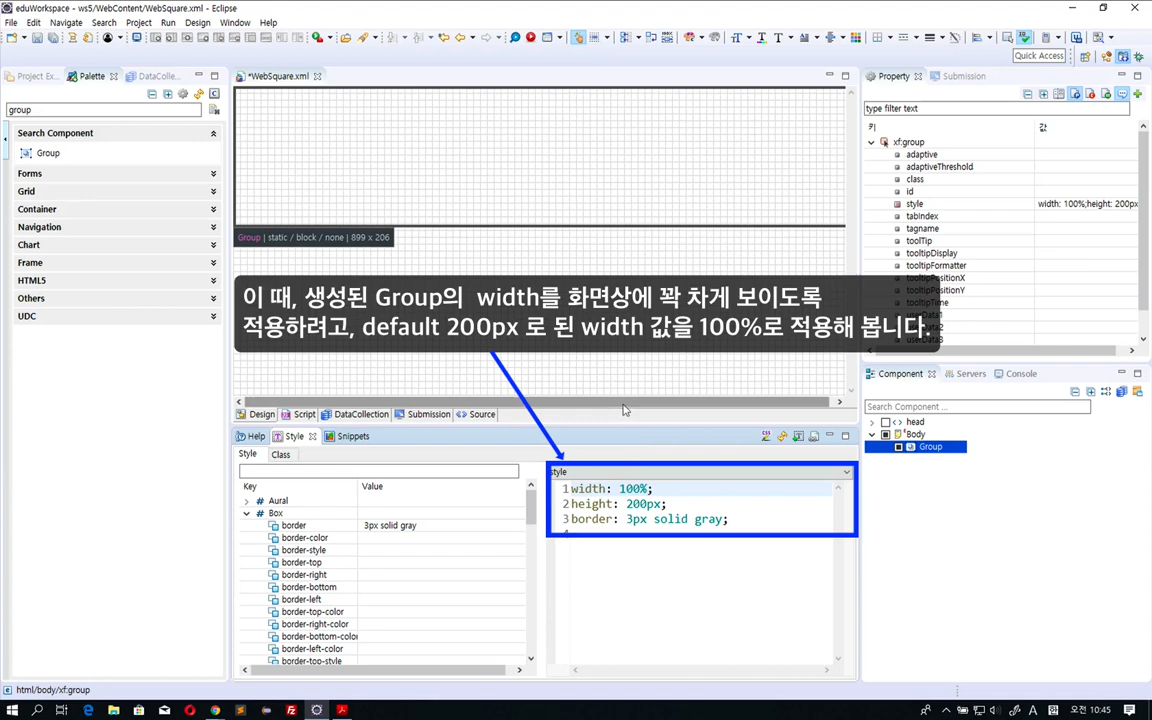 eduWorkspace - ws5/WebContent/WebSquare.xml - Eclipse
File Edit Navigate Search Project Run Design Window Help
Quick Access
Project Ex...
Palette
DataColle...
group
Search Component
Group
Forms
Grid
Container
Navigation
Chart
Frame
HTML5
Others
UDC
*WebSquare.xml
Group | static / block / none | 899 x 206
이 때, 생성된 Group의 width를 화면상에 꽉 차게 보이도록
적용하려고, default 200px 로 된 width 값을 100%로 적용해 봅니다.
Design Script DataCollection Submission Source
Help Style Snippets
Style Class
Key Value
Aural
Box
border 3px solid gray
border-color
border-style
border-top
border-right
border-bottom
border-left
border-top-color
border-right-color
border-bottom-colo
border-left-color
border-top-style
style
1 width: 100%;
2 height: 200px;
3 border: 3px solid gray;
4
Property
Submission
type filter text
키 값
xf:group
adaptive
adaptiveThreshold
class
id
style width: 100%;height: 200px
tabindex
tagname
toolTip
tooltipDisplay
tooltipFormatter
tooltipPositionX
tooltipPositionY
tooltipTime
userData1
Component Servers Console
Search Component ...
head
Body
Group
html/body/xf:group
A 오전 10:45